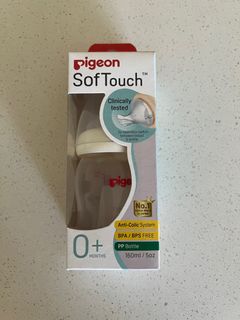 pigeon
SofTouch™
Clinically
tested
pigeon
No.1
0+
MONTHS
Anti-Colic System
BPA / BPS FREE
PP Bottle
160ml / 5oz